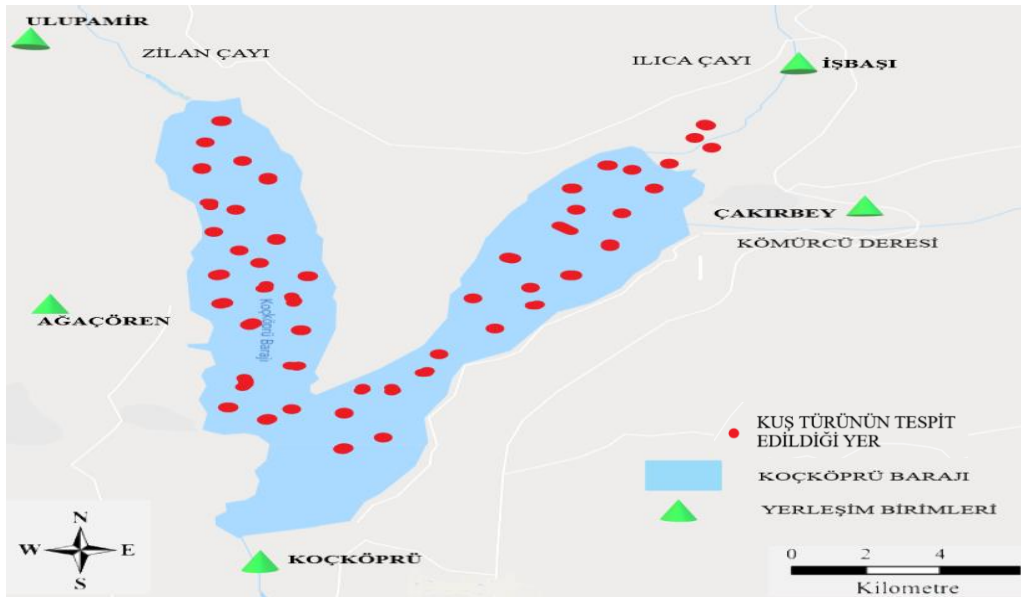 ULUPAMİR
ZİLAN ÇAYI
ILICA ÇAYI
İŞBAŞI
ÇAKIRBEY
KÖMÜRCÜ DERESİ
AĞAÇÖREN
Koçköprü Barajı
KUŞ TÜRÜNÜN TESPİT
EDİLDİĞİ YER
KOÇKÖPRÜ BARAJI
YERLEŞİM BİRİMLERİ
KOÇKÖPRÜ
N
W E
S
0 2 4
Kilometre